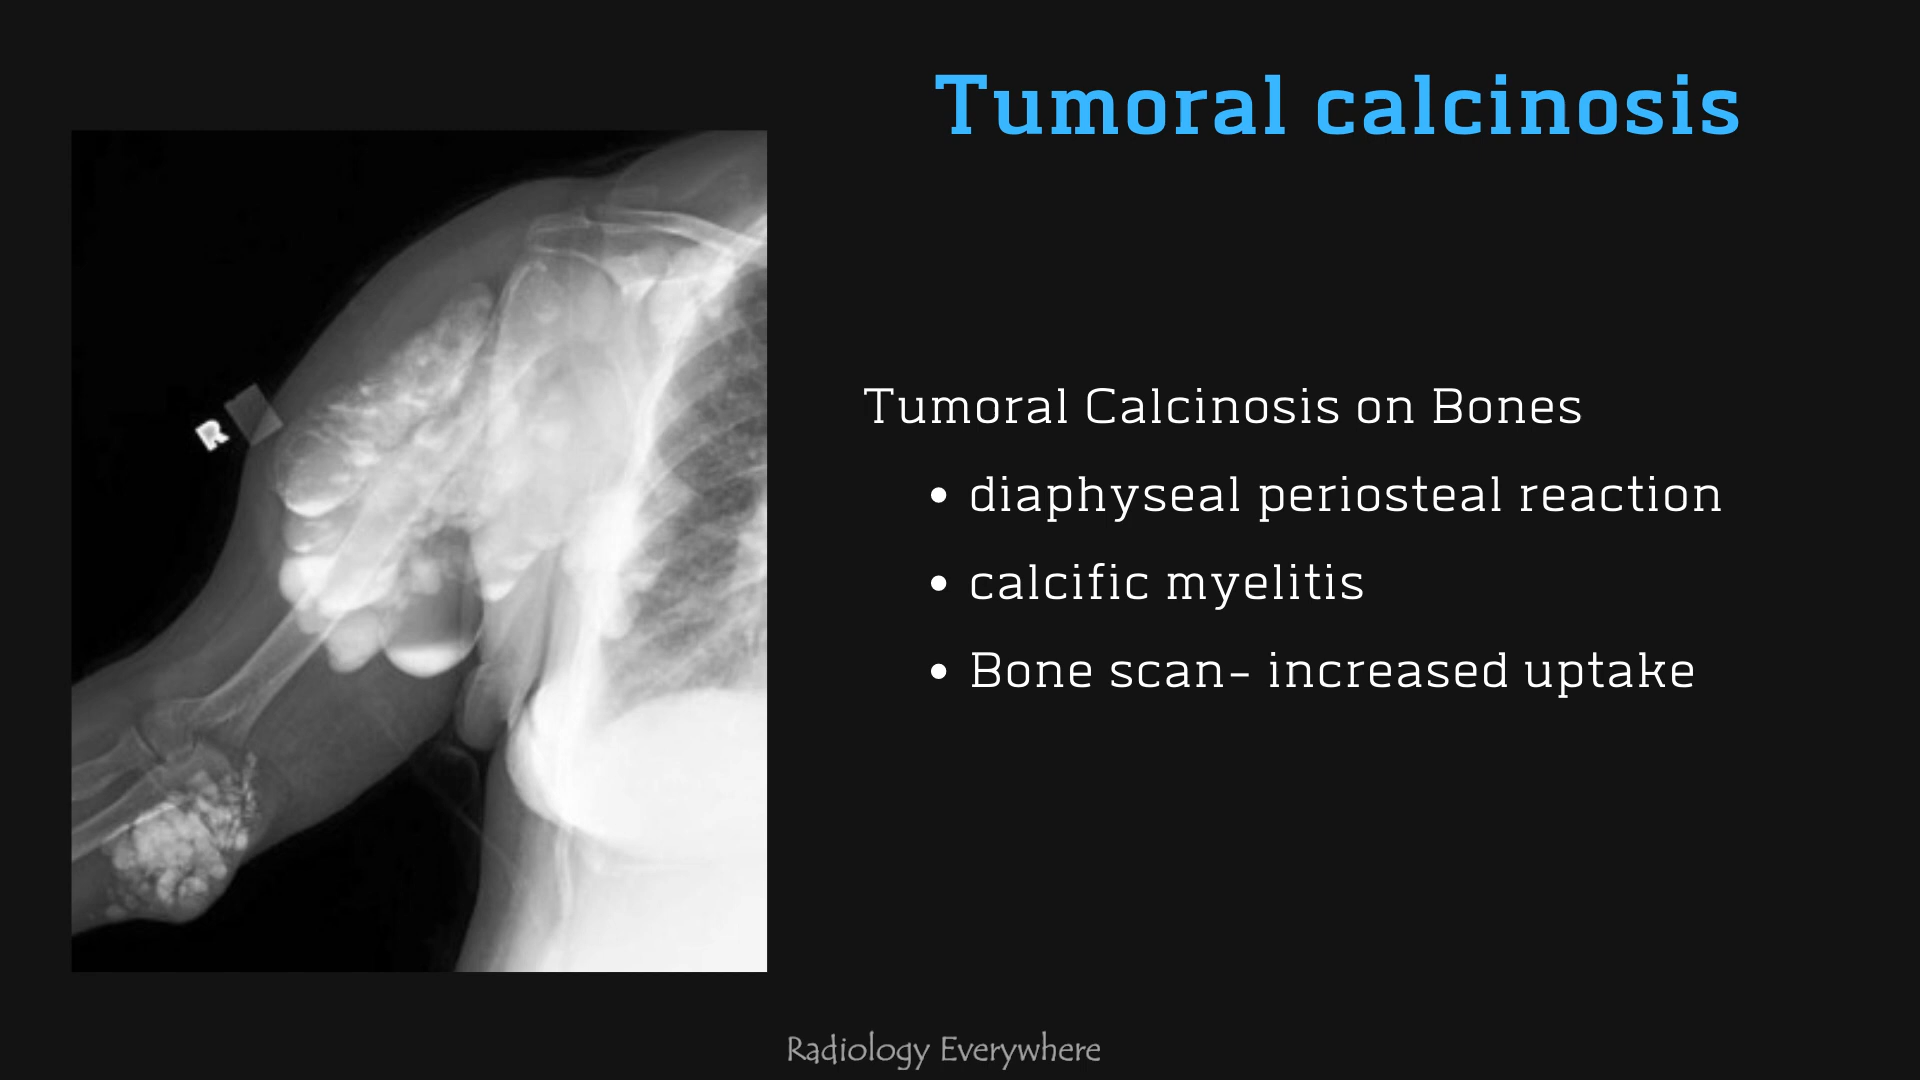 Tumoral calcinosis
R
Tumoral Calcinosis on Bones
• diaphyseal periosteal reaction
• calcific myelitis
• Bone scan- increased uptake
Radiology Everywhere